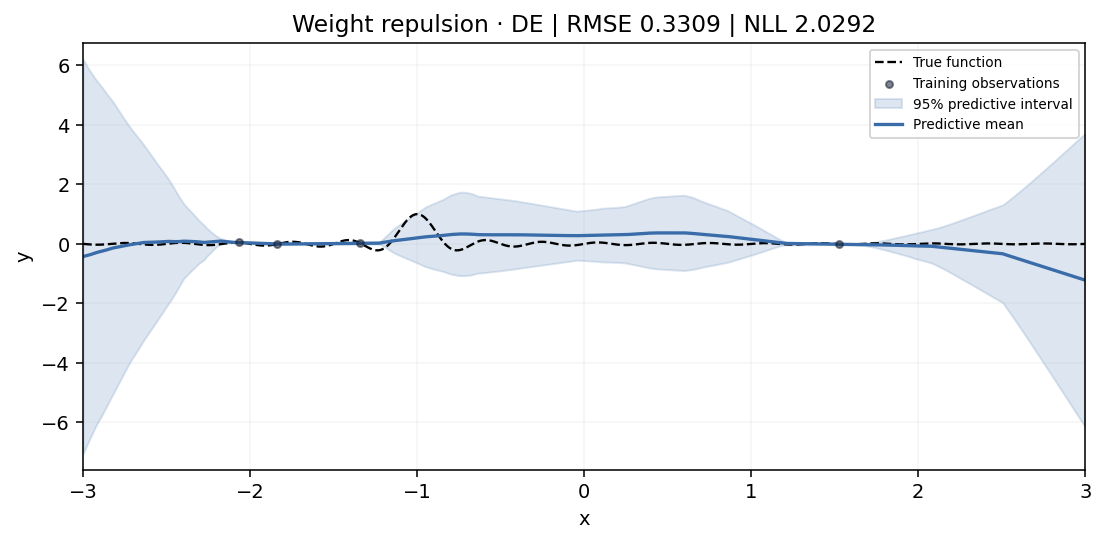 Weight repulsion · DE | RMSE 0.3309 | NLL 2.0292
True function
Training observations
95% predictive interval
Predictive mean
y
6
4
2
0
−2
−4
−6
−3
−2
−1
0
1
2
3
x